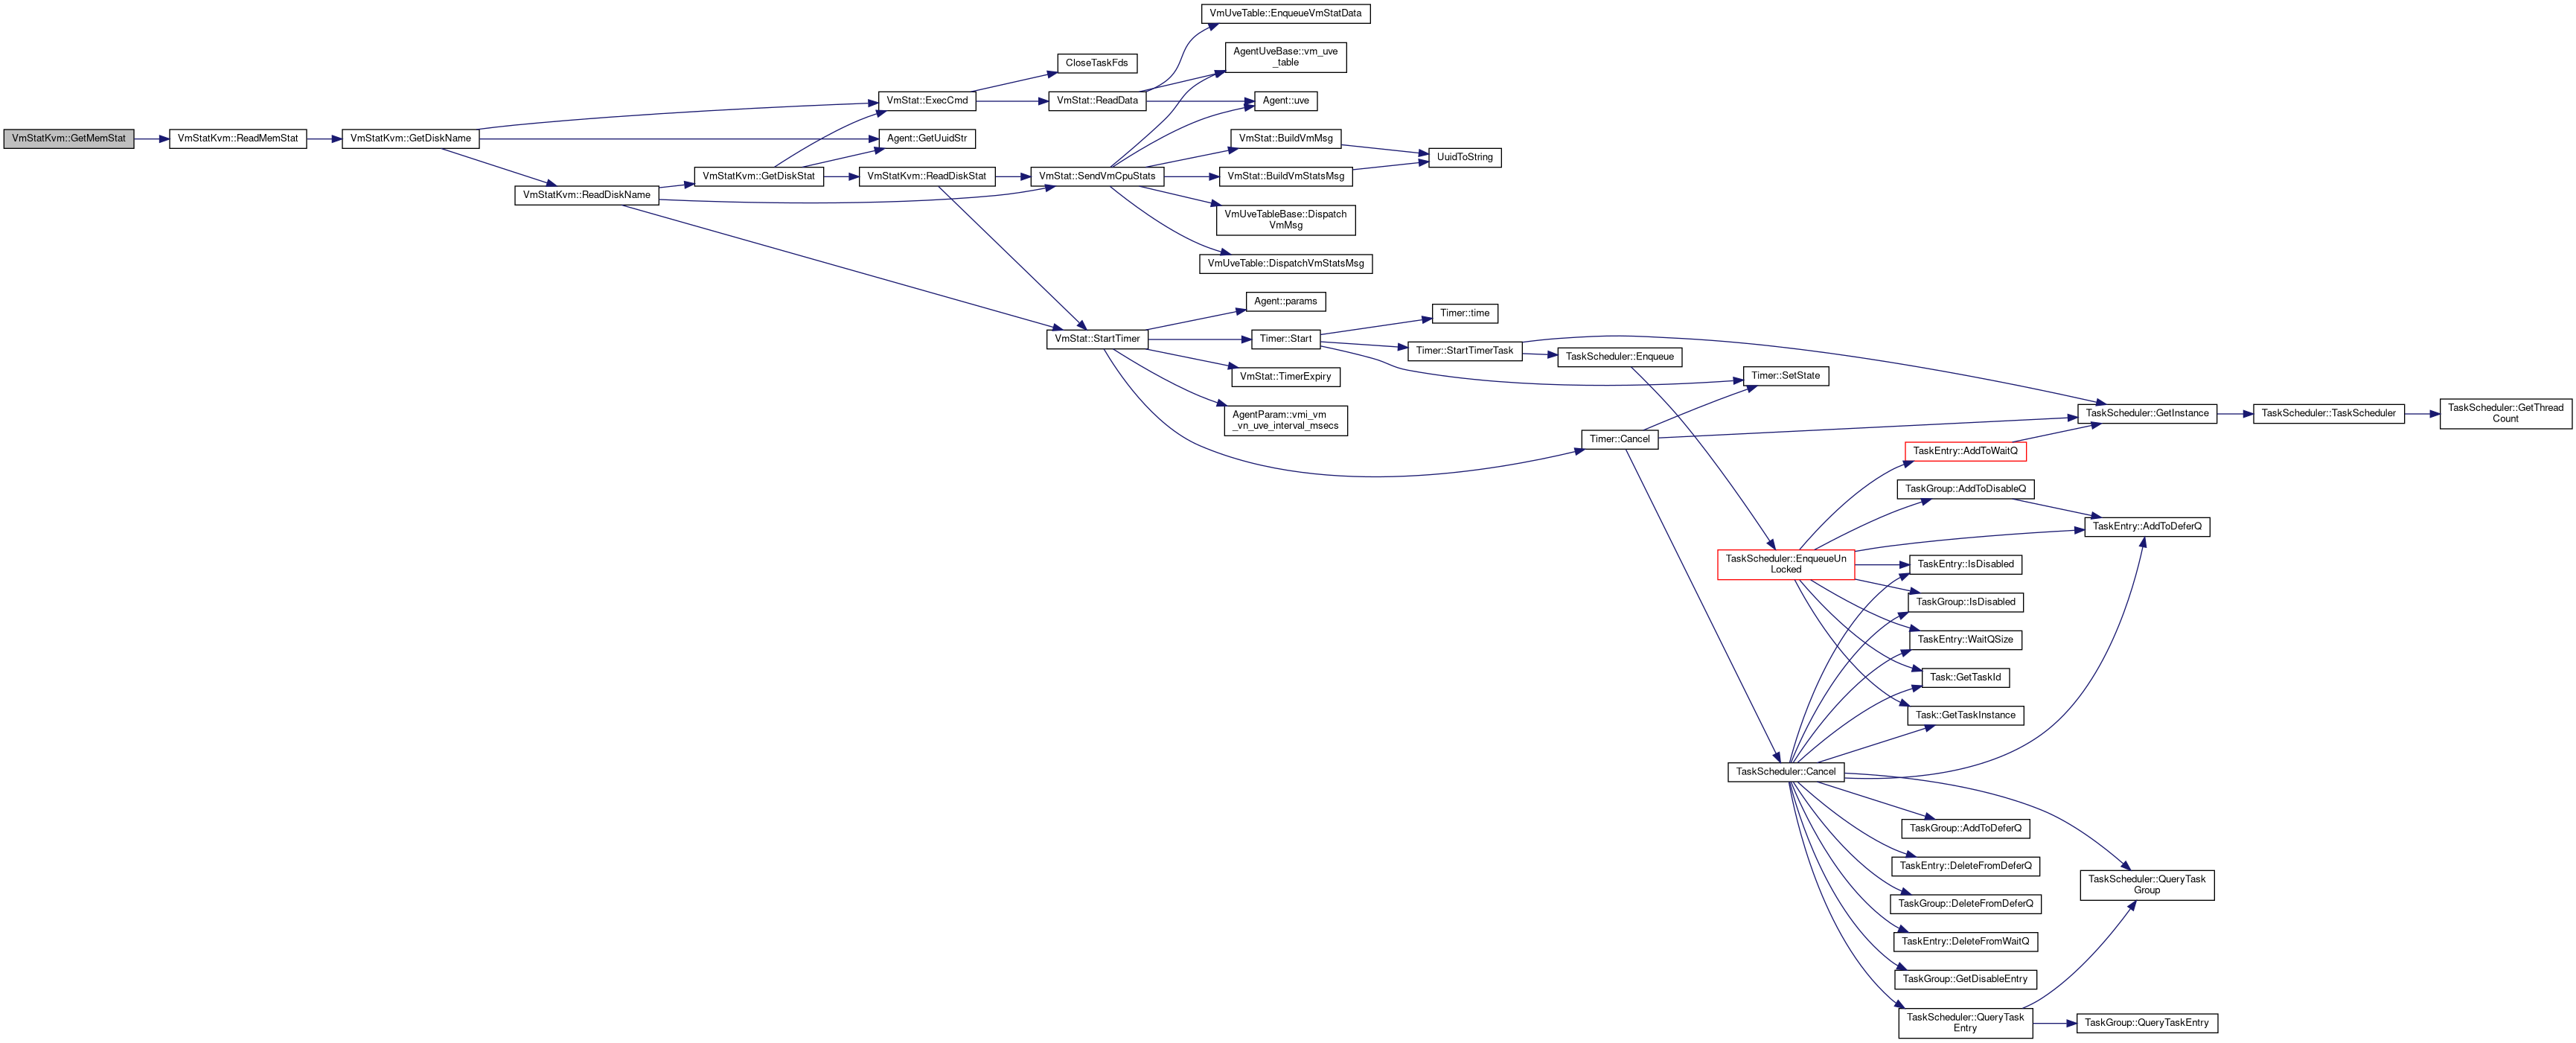 VmStatKvm::GetMemStat
VmStatKvm::ReadMemStat
VmStatKvm::GetDiskName
VmStatKvm::ReadDiskName
VmStatKvm::GetDiskStat
VmStat::ExecCmd
Agent::GetUuidStr
VmStatKvm::ReadDiskStat
CloseTaskFds
VmStat::ReadData
VmStat::SendVmCpuStats
VmStat::StartTimer
VmUveTable::EnqueueVmStatData
AgentUveBase::vm_uve
_table
Agent::uve
VmStat::BuildVmMsg
VmStat::BuildVmStatsMsg
VmUveTableBase::Dispatch
VmMsg
VmUveTable::DispatchVmStatsMsg
UuidToString
Agent::params
Timer::Start
VmStat::TimerExpiry
AgentParam::vmi_vm
_vn_uve_interval_msecs
Timer::time
Timer::StartTimerTask
TaskScheduler::Enqueue
Timer::Cancel
Timer::SetState
TaskScheduler::EnqueueUn
Locked
TaskScheduler::Cancel
TaskEntry::AddToWaitQ
TaskGroup::AddToDisableQ
TaskEntry::IsDisabled
TaskGroup::IsDisabled
TaskEntry::WaitQSize
Task::GetTaskId
Task::GetTaskInstance
TaskGroup::AddToDeferQ
TaskEntry::DeleteFromDeferQ
TaskGroup::DeleteFromDeferQ
TaskEntry::DeleteFromWaitQ
TaskGroup::GetDisableEntry
TaskScheduler::QueryTask
Entry
TaskScheduler::GetInstance
TaskEntry::AddToDeferQ
TaskScheduler::QueryTask
Group
TaskGroup::QueryTaskEntry
TaskScheduler::TaskScheduler
TaskScheduler::GetThread
Count